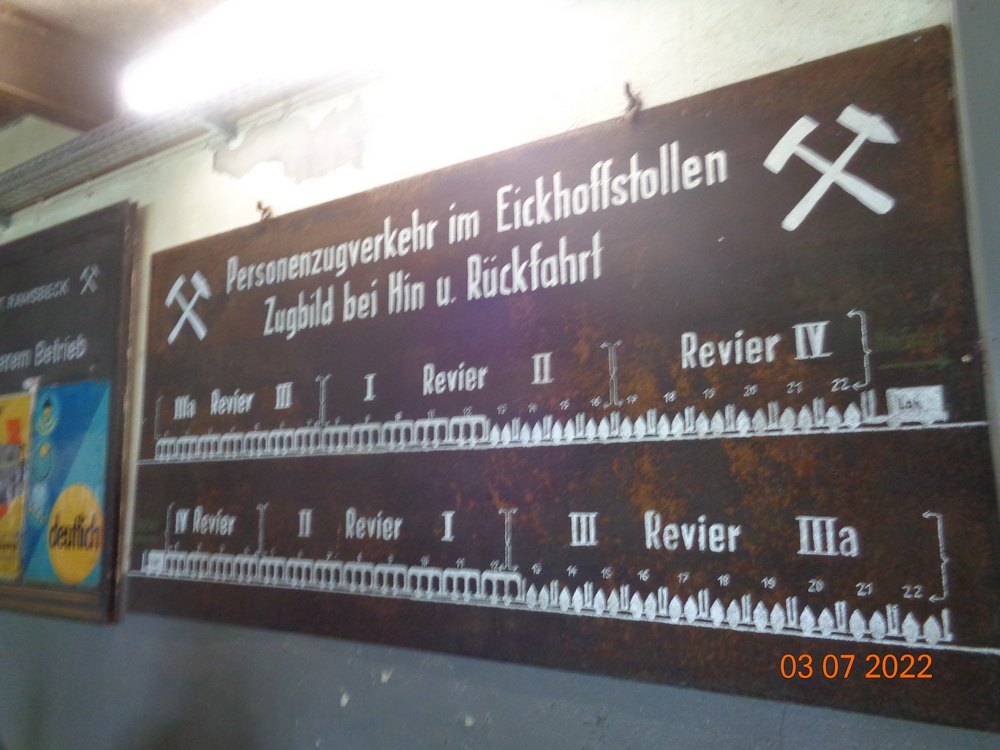 Personenzugverkehr im Eickhoffstollen
Zugbild bei Hin u. Rückfahrt
IIIa Revier III I Revier II Revier IV
13 14 15 16 18 19 20 21 22
Lok.
IV Revier II Revier I III Revier IIIa
12 13 14 15 16 17 18 19 20 21 22
RAMSBECK
Betrieb
deutlich
03 07 2022